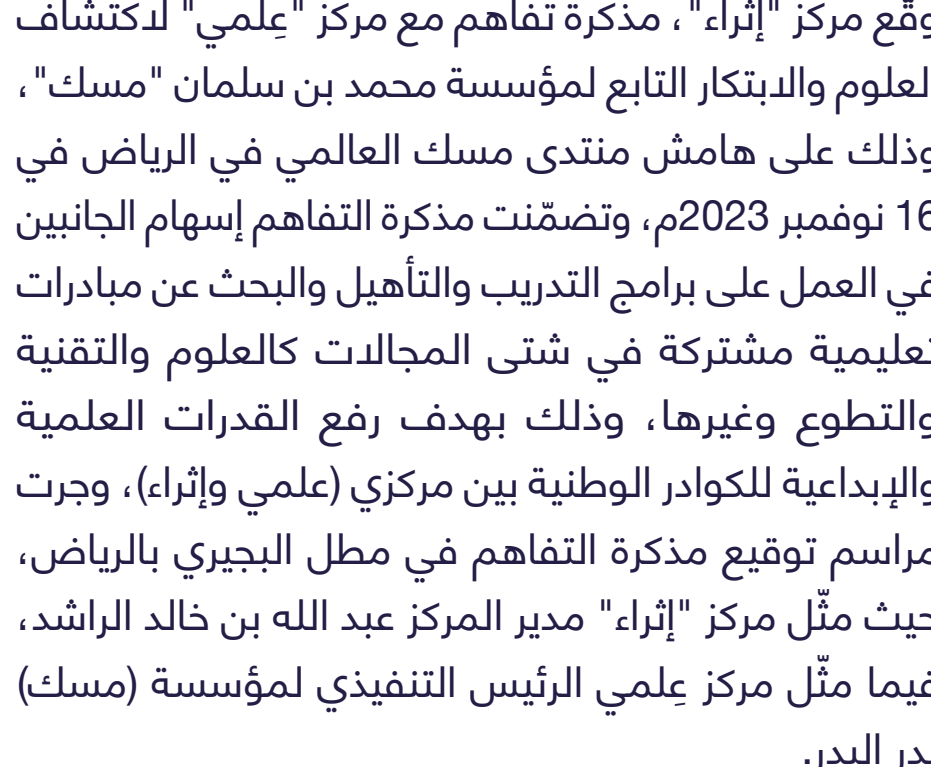 وقّع مركز "إثراء"، مذكرة تفاهم مع مركز "عِلمي" لاكتشاف
العلوم والابتكار التابع لمؤسسة محمد بن سلمان "مسك"،
وذلك على هامش منتدى مسك العالمي في الرياض في
16 نوفمبر 2023م، وتضمّنت مذكرة التفاهم إسهام الجانبين
في العمل على برامج التدريب والتأهيل والبحث عن مبادرات
تعليمية مشتركة في شتى المجالات كالعلوم والتقنية
والتطوع وغيرها، وذلك بهدف رفع القدرات العلمية
والإبداعية للكوادر الوطنية بين مركزي (علمي وإثراء)، وجرت
مراسم توقيع مذكرة التفاهم في مطل البجيري بالرياض،
حيث مثّل مركز "إثراء" مدير المركز عبد الله بن خالد الراشد،
فيما مثّل مركز عِلمي الرئيس التنفيذي لمؤسسة (مسك)
بدر البدر.